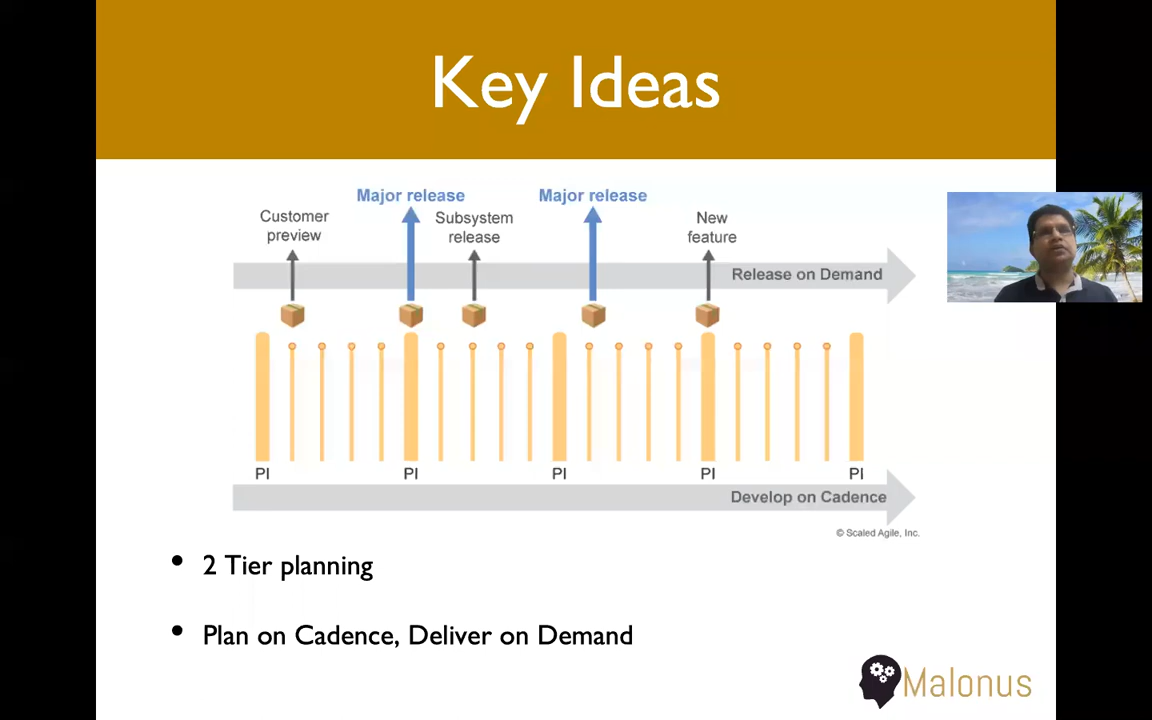 Key Ideas
Major release
Major release
Customer
preview
Subsystem
release
New
feature
Release on Demand
PI
PI
PI
PI
PI
Develop on Cadence
© Scaled Agile, Inc.
• 2 Tier planning
• Plan on Cadence, Deliver on Demand
Malonus